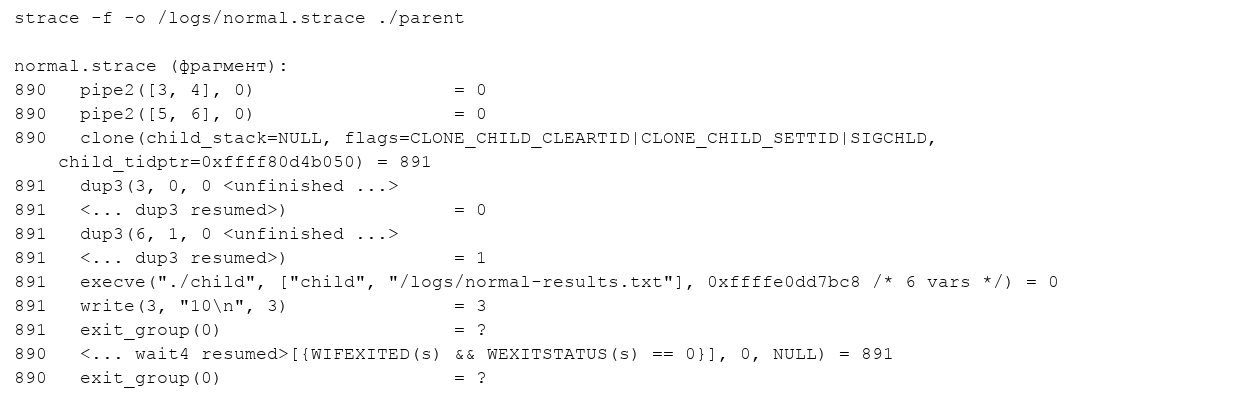 strace -f -o /logs/normal.strace ./parent

normal.strace (фрагмент):
890   pipe2([3, 4], 0)                  = 0
890   pipe2([5, 6], 0)                  = 0
890   clone(child_stack=NULL, flags=CLONE_CHILD_CLEARTID|CLONE_CHILD_SETTID|SIGCHLD,
    child_tidptr=0xffff80d4b050) = 891
891   dup3(3, 0, 0 <unfinished ...>
891   <... dup3 resumed>)               = 0
891   dup3(6, 1, 0 <unfinished ...>
891   <... dup3 resumed>)               = 1
891   execve("./child", ["child", "/logs/normal-results.txt"], 0xffffe0dd7bc8 /* 6 vars */) = 0
891   write(3, "10\n", 3)               = 3
891   exit_group(0)                     = ?
890   <... wait4 resumed>[{WIFEXITED(s) && WEXITSTATUS(s) == 0}], 0, NULL) = 891
890   exit_group(0)                     = ?